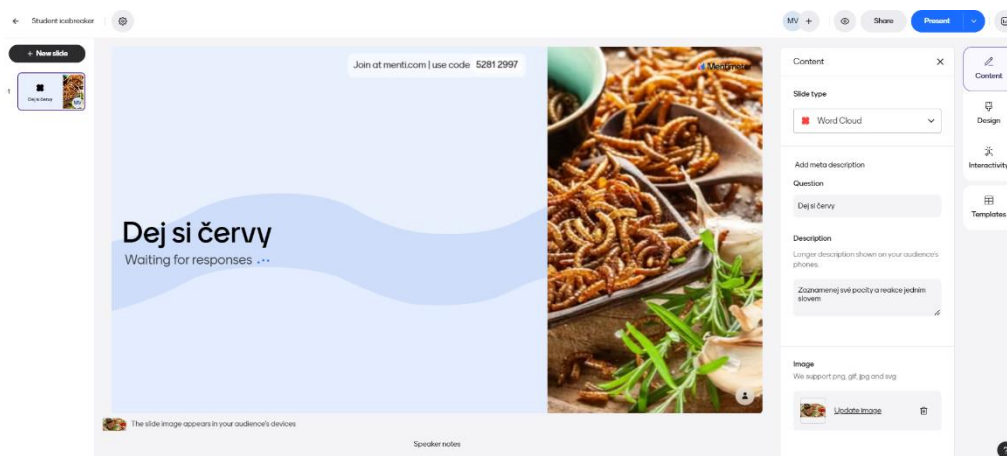 Student icebreaker
MV
Share
Present
+ New slide
1
Dej si červy
MV
Join at menti.com | use code 5281 2997
Mentimeter
Dej si červy
Waiting for responses
The slide image appears in your audience's devices
Speaker notes
Content
Slide type
Word Cloud
Add meta description
Question
Dej si červy
Description
Longer description shown on your audience's
phones.
Zaznamenej své pocity a reakce jedním
slovem
Image
We support png, gif, jpg and svg
Update image
Content
Design
Interactivity
Templates